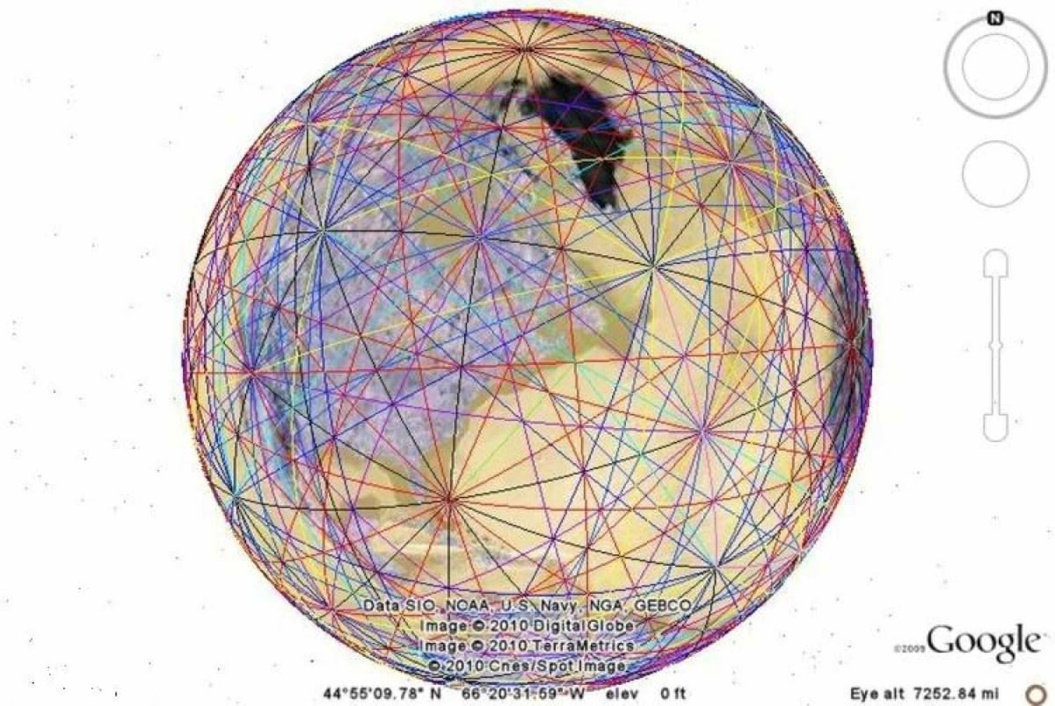 N
Data SIO, NOAA, U.S. Navy, NGA, GEBCO
Image © 2010 DigitalGlobe
Image © 2010 TerraMetrics
© 2010 Cnes/Spot Image
©2009 Google
44°55'09.78" N 66°20'31.59" W elev 0 ft
Eye alt 7252.84 mi